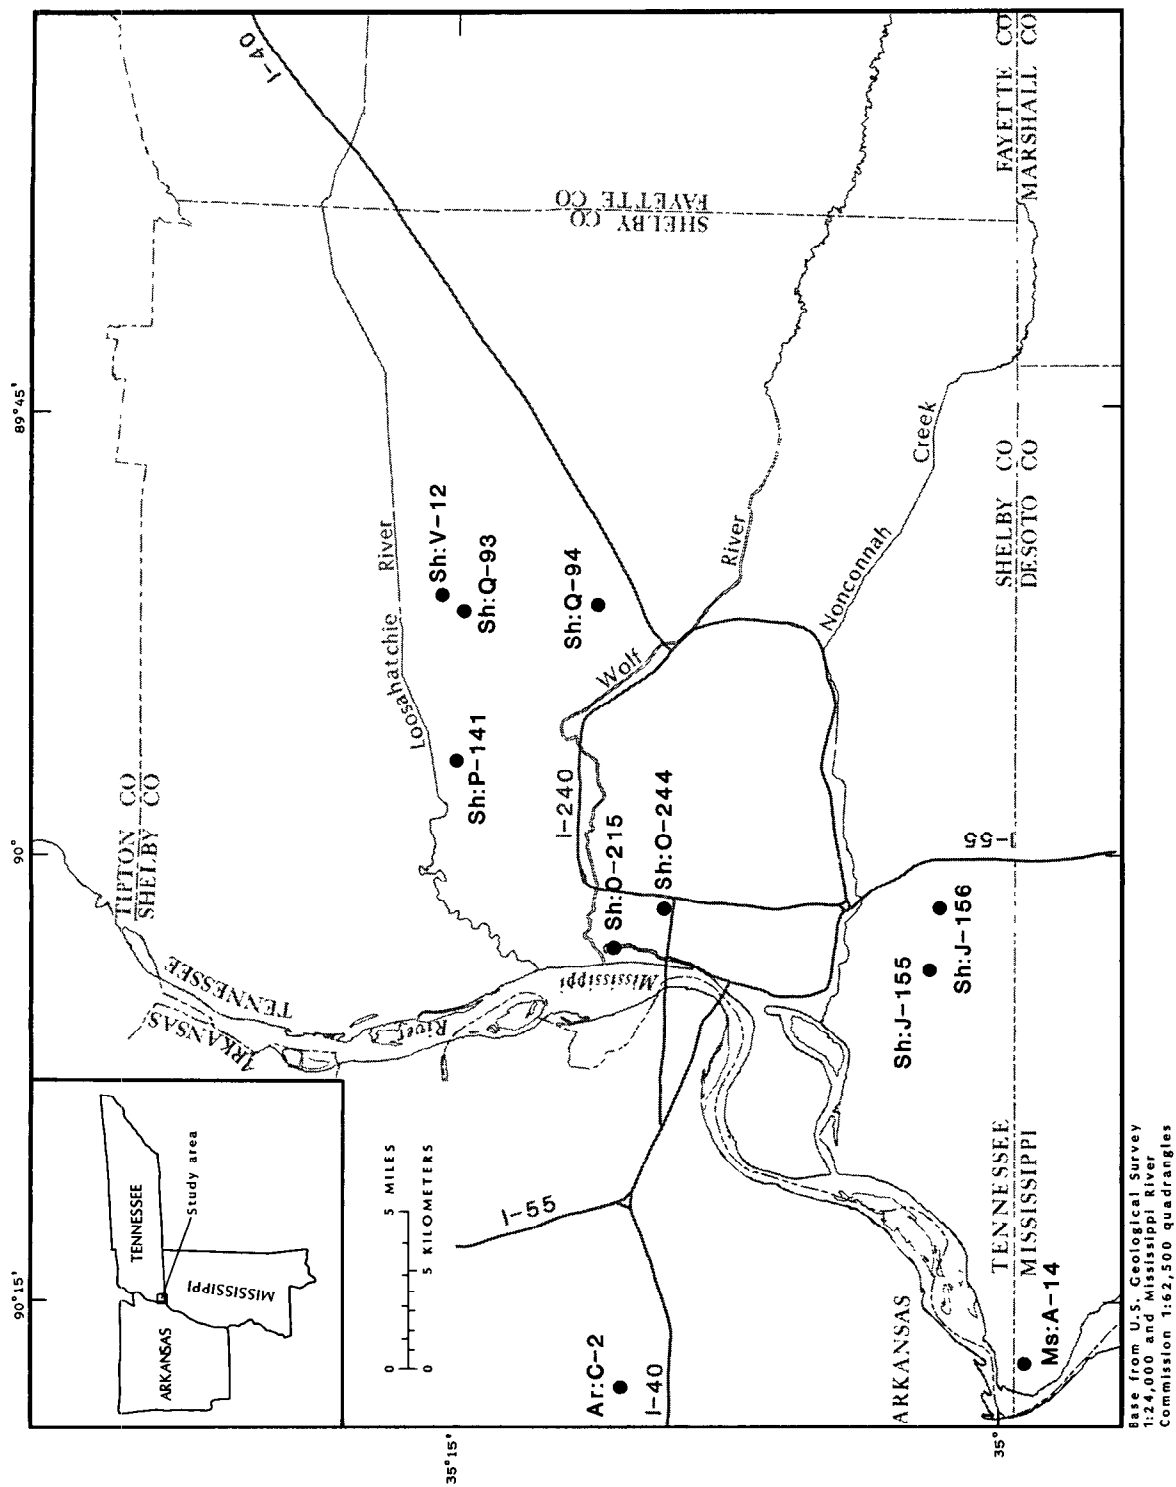 90°15'
90°
89°45'
35°15'
35°
TENNESSEE
ARKANSAS
MISSISSIPPI
Study area
0 5 MILES
0 5 KILOMETERS
TIPTON CO
SHELBY CO
TENNESSEE
ARKANSAS
Mississippi
River
Loosahatchie
River
I-40
SHELBY CO
FAYETTE CO
Sh:V-12
Sh:Q-93
Sh:P-141
Sh:Q-94
Wolf
River
I-240
Sh:O-215
Sh:O-244
I-55
Ar:C-2
I-40
Nonconnah
Creek
Sh:J-155
Sh:J-156
I-55
ARKANSAS
TENNESSEE
MISSISSIPPI
SHELBY CO
DESOTO CO
FAYETTE CO
MARSHALL CO
Ms:A-14
Base from U.S. Geological Survey
1:24,000 and Mississippi River
Commission 1:62,500 quadrangles